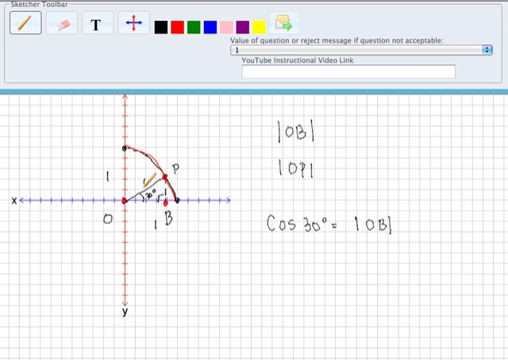 Sketcher Toolbar
T
Value of question or reject message if question not acceptable:
1
YouTube Instructional Video Link
|OB|
1
P
|OP|
30°
x
O
1
B
Cos 30° = |OB|
y